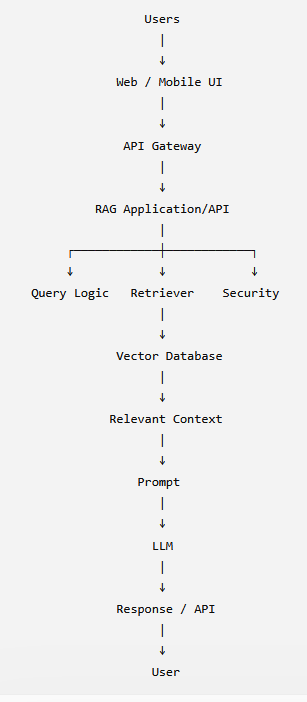 Users
Web / Mobile UI
API Gateway
RAG Application/API
Query Logic Retriever Security
Vector Database
Relevant Context
Prompt
LLM
Response / API
User